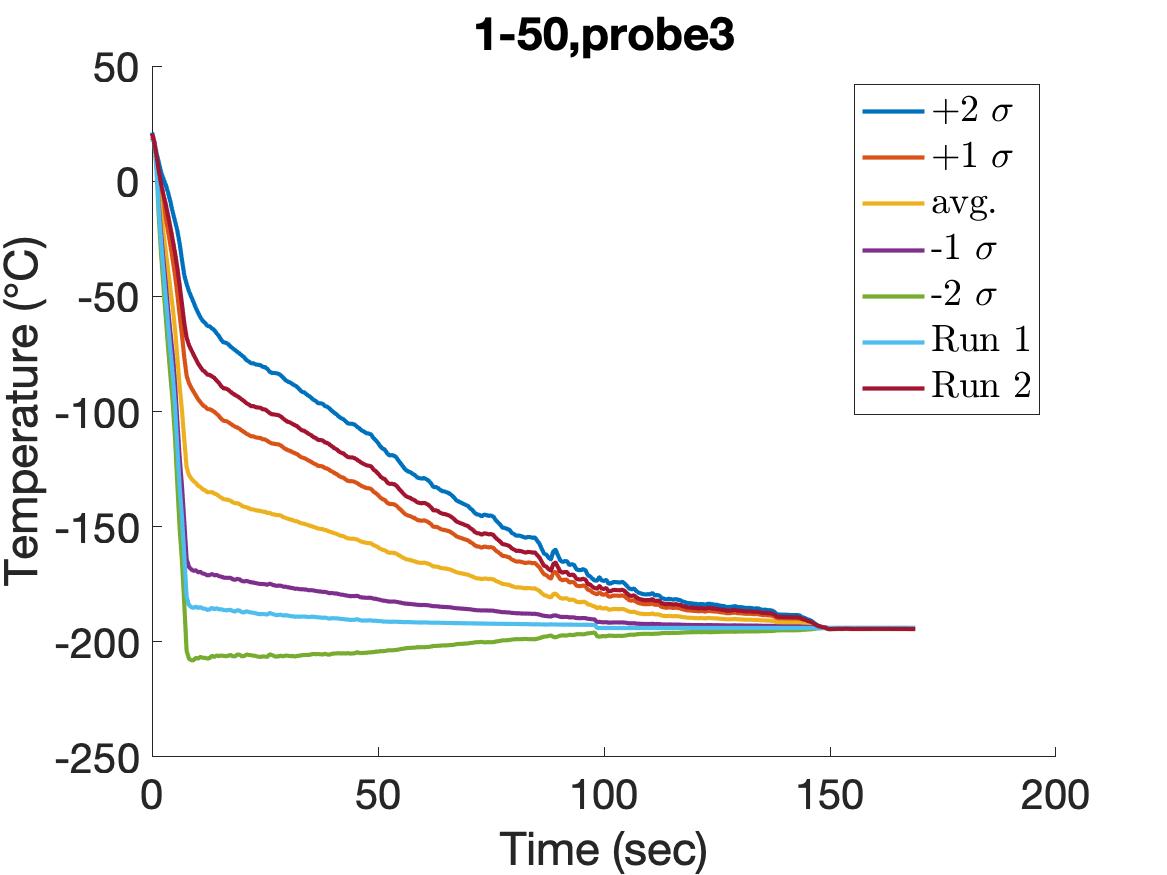 1-50,probe3
50
0
-50
-100
-150
-200
-250
Temperature (°C)
0 50 100 150 200
Time (sec)
+2 σ
+1 σ
avg.
-1 σ
-2 σ
Run 1
Run 2